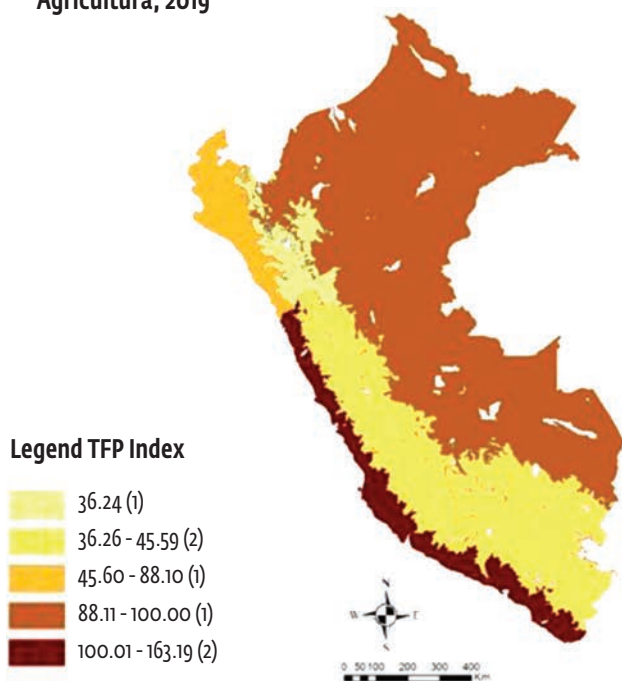 Agricultura, 2019
Legend TFP Index
36.24 (1)
36.26 - 45.59 (2)
45.60 - 88.10 (1)
88.11 - 100.00 (1)
100.01 - 163.19 (2)
N
W E
0 50 100 200 300 400
Km